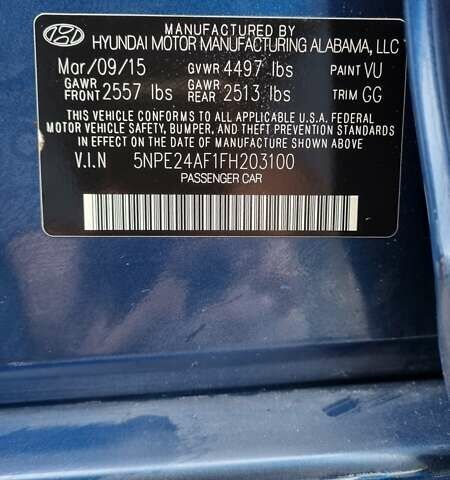 MANUFACTURED BY
HYUNDAI MOTOR MANUFACTURING ALABAMA, LLC
Mar/09/15 GVWR 4497 lbs PAINT VU
GAWR FRONT 2557 lbs GAWR REAR 2513 lbs TRIM GG
THIS VEHICLE CONFORMS TO ALL APPLICABLE U.S.A. FEDERAL
MOTOR VEHICLE SAFETY, BUMPER, AND THEFT PREVENTION STANDARDS
IN EFFECT ON THE DATE OF MANUFACTURE SHOWN ABOVE.
V.I.N 5NPE24AF1FH203100
PASSENGER CAR